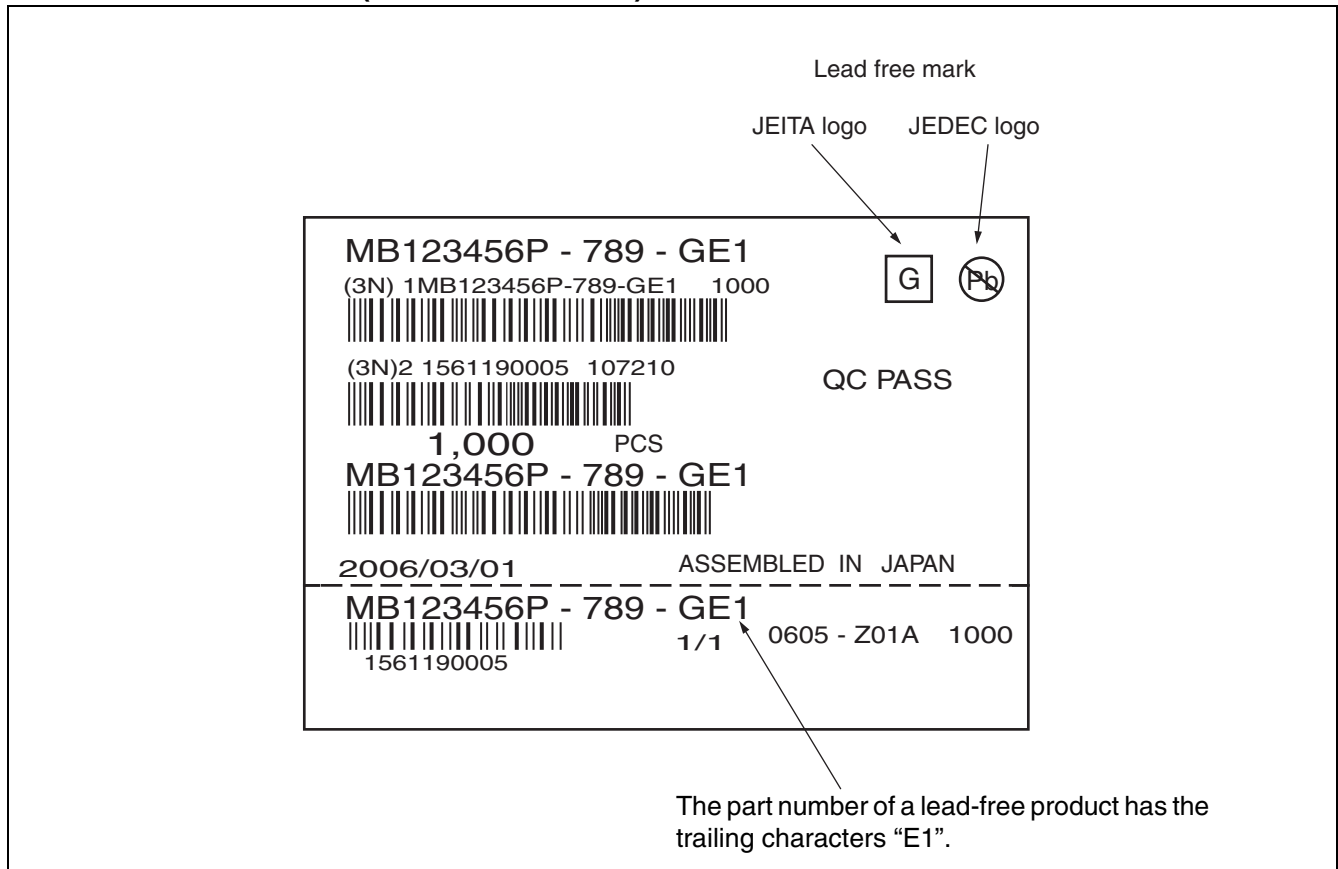 Lead free mark
JEITA logo JEDEC logo
MB123456P - 789 - GE1
(3N) 1MB123456P-789-GE1 1000
G Pb
(3N)2 1561190005 107210
QC PASS
1,000 PCS
MB123456P - 789 - GE1
2006/03/01 ASSEMBLED IN JAPAN
MB123456P - 789 - GE1
1/1 0605 - Z01A 1000
1561190005
The part number of a lead-free product has the
trailing characters “E1”.